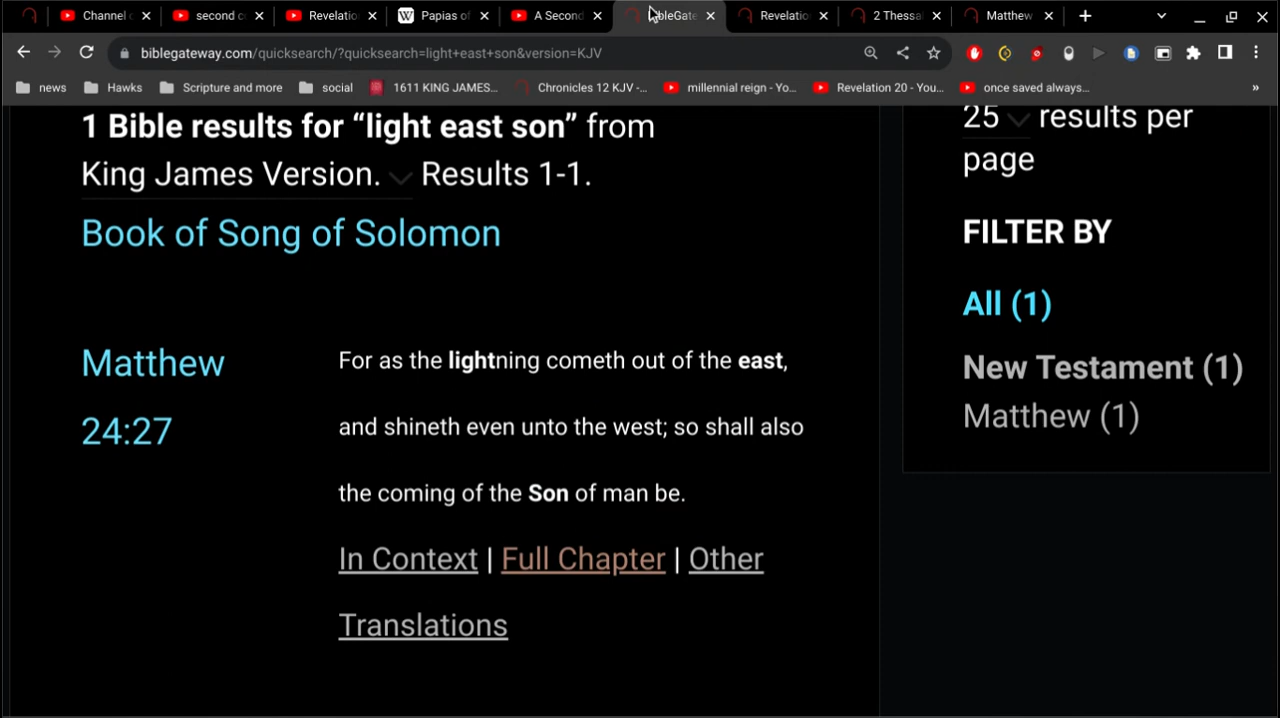 Channel
second c
Revelatio
Papias of
A Second
BibleGate
Revelatio
2 Thessa
Matthew
biblegateway.com/quicksearch/?quicksearch=light+east+son&version=KJV
news
Hawks
Scripture and more
social
1611 KING JAMES...
Chronicles 12 KJV -...
millennial reign - Yo...
Revelation 20 - You...
once saved always...
»
1 Bible results for “light east son” from
King James Version. Results 1-1.
Book of Song of Solomon
Matthew
24:27
For as the lightning cometh out of the east,
and shineth even unto the west; so shall also
the coming of the Son of man be.
In Context | Full Chapter | Other
Translations
25 results per
page
FILTER BY
All (1)
New Testament (1)
Matthew (1)